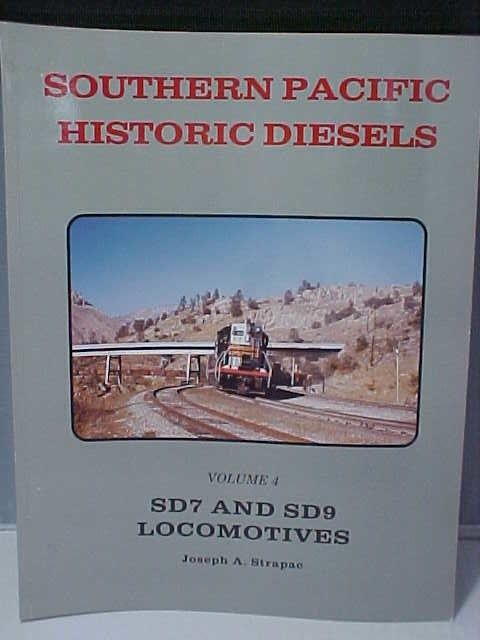 SOUTHERN PACIFIC
HISTORIC DIESELS
VOLUME 4
SD7 AND SD9
LOCOMOTIVES
Joseph A. Strapac